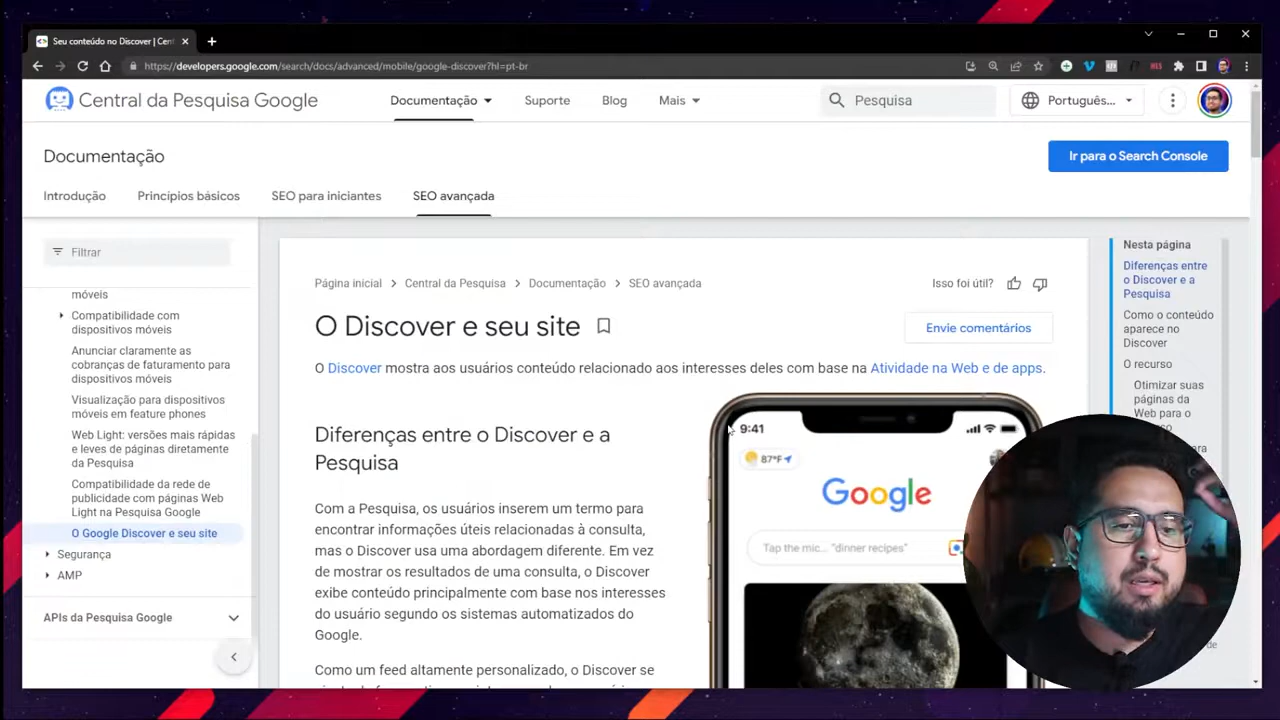 Seu conteúdo no Discover | Cent
https://developers.google.com/search/docs/advanced/mobile/google-discover?hl=pt-br
Central da Pesquisa Google
Documentação
Suporte
Blog
Mais
Pesquisa
Português...
Documentação
Ir para o Search Console
Introdução
Princípios básicos
SEO para iniciantes
SEO avançada
Filtrar
móveis
Compatibilidade com
dispositivos móveis
Anunciar claramente as
cobranças de faturamento para
dispositivos móveis
Visualização para dispositivos
móveis em feature phones
Web Light: versões mais rápidas
e leves de páginas diretamente
da Pesquisa
Compatibilidade da rede de
publicidade com páginas Web
Light na Pesquisa Google
O Google Discover e seu site
Segurança
AMP
APIs da Pesquisa Google
Página inicial
Central da Pesquisa
Documentação
SEO avançada
Isso foi útil?
O Discover e seu site
Envie comentários
O Discover mostra aos usuários conteúdo relacionado aos interesses deles com base na Atividade na Web e de apps.
Diferenças entre o Discover e a
Pesquisa
Com a Pesquisa, os usuários inserem um termo para
encontrar informações úteis relacionadas à consulta,
mas o Discover usa uma abordagem diferente. Em vez
de mostrar os resultados de uma consulta, o Discover
exibe conteúdo principalmente com base nos interesses
do usuário segundo os sistemas automatizados do
Google.
Como um feed altamente personalizado, o Discover se
9:41
87°F
Google
Tap the mic... "dinner recipes"
Nesta página
Diferenças entre
o Discover e a
Pesquisa
Como o conteúdo
aparece no
Discover
O recurso
Otimizar suas
páginas da
Web para o
de